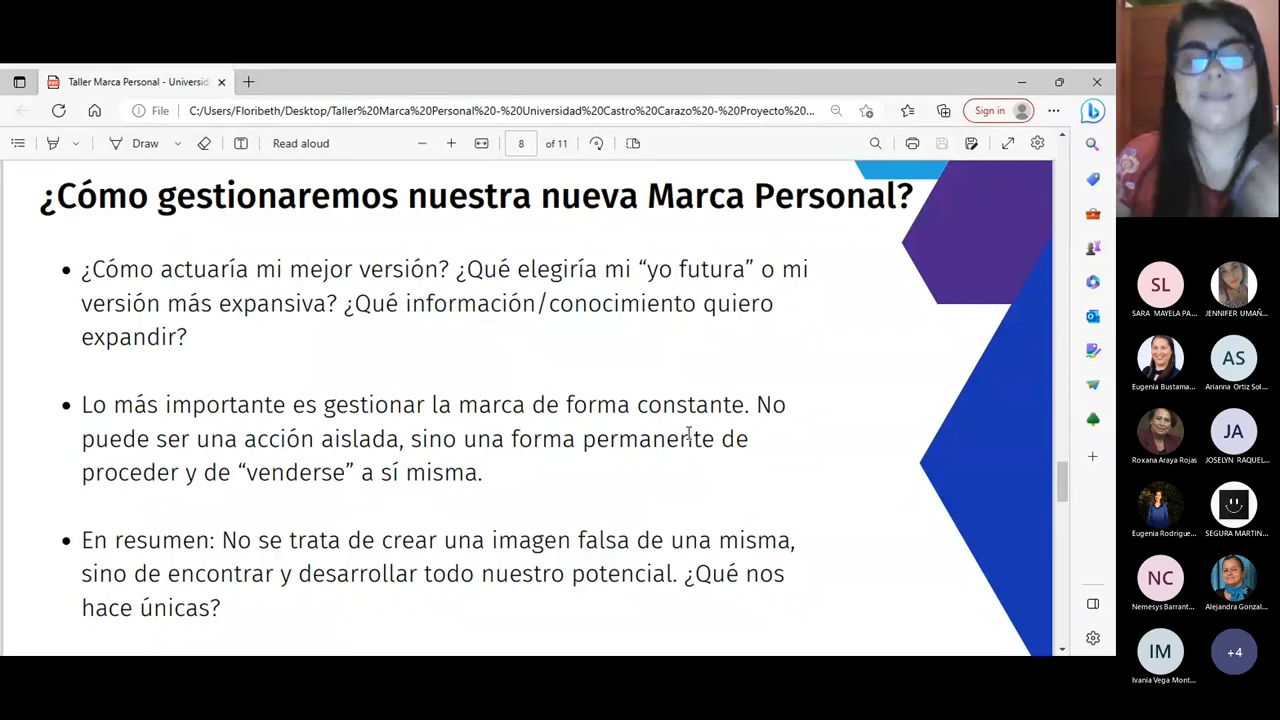 Taller Marca Personal - Universid
File
C:/Users/Floribeth/Desktop/Taller%20Marca%20Personal%20-%20Universidad%20Castro%20Carazo%20-%20Proyecto%20...
Sign in
Draw
Read aloud
8
of 11
¿Cómo gestionaremos nuestra nueva Marca Personal?
• ¿Cómo actuaría mi mejor versión? ¿Qué elegiría mi “yo futura” o mi
versión más expansiva? ¿Qué información/conocimiento quiero
expandir?
• Lo más importante es gestionar la marca de forma constante. No
puede ser una acción aislada, sino una forma permanente de
proceder y de “venderse” a sí misma.
• En resumen: No se trata de crear una imagen falsa de una misma,
sino de encontrar y desarrollar todo nuestro potencial. ¿Qué nos
hace únicas?
SL
SARA MAYELA PA...
JENNIFER UMAÑ...
Eugenia Bustama...
AS
Arianna Ortiz Sol...
Roxana Araya Rojas
JA
JOSELYN RAQUEL...
Eugenia Rodrigue...
SEGURA MARTIN...
NC
Nemesys Barrant...
Alejandra Gonzal...
IM
Ivania Vega Mont...
+4